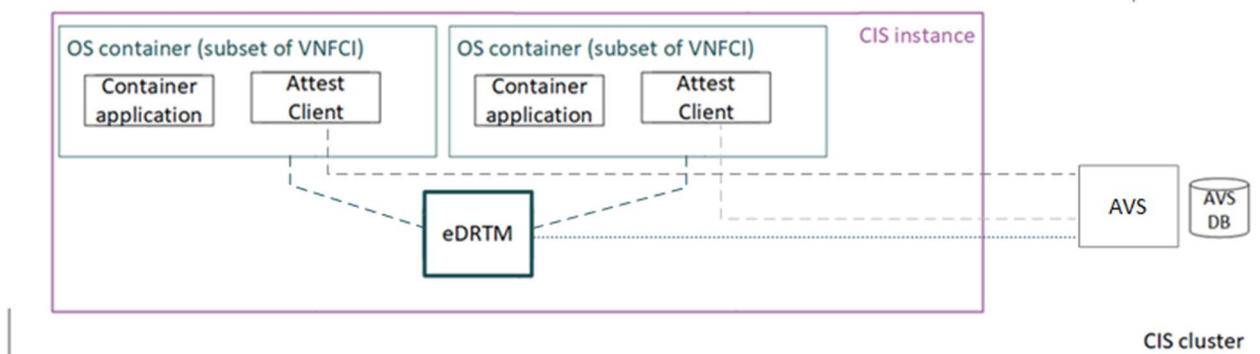 CIS instance
OS container (subset of VNFCI)
Container
application
Attest
Client
OS container (subset of VNFCI)
Container
application
Attest
Client
eDRTM
AVS
AVS
DB
CIS cluster